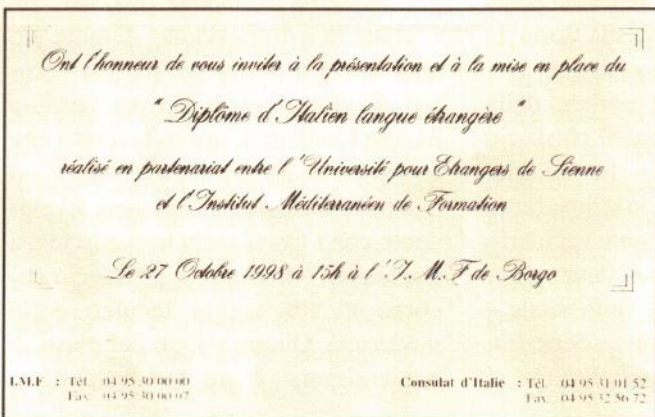 Ont l'honneur de vous inviter à la présentation et à la mise en place du
" Diplôme d'Italien langue étrangère "
réalisé en partenariat entre l 'Université pour Etrangers de Sienne
et l'Institut Méditerranéen de Formation
Le 27 Octobre 1998 à 15h à l'I.M.F de Borgo
I.M.F. : Tél. 04 95 30 00 00
Fax 04 95 30 00 07
Consulat d'Italie : Tél. 04 95 31 01 52
Fax 04 95 32 56 72